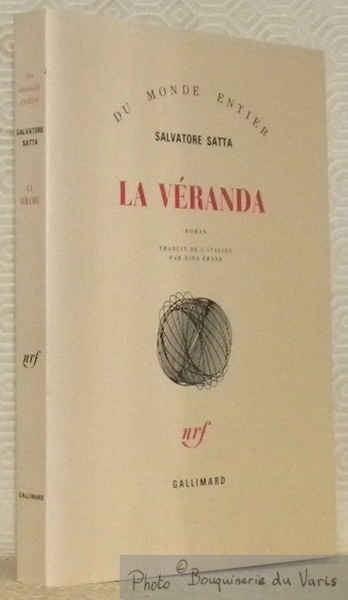 du
monde
entier
SALVATORE
SATTA
LA
VÉRANDA
nrf
GALLIMARD
DU MONDE ENTIER
SALVATORE SATTA
LA VÉRANDA
ROMAN
TRADUIT DE L'ITALIEN
PAR NINO FRANK
nrf
GALLIMARD
Photo © Bouquinerie du Varis